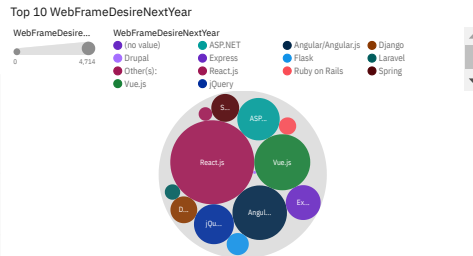 Top 10 WebFrameDesireNextYear
WebFrameDesire...
0 4,714
WebFrameDesireNextYear
(no value) ASP.NET Angular/Angular.js Django
Drupal Express Flask Laravel
Other(s): React.js Ruby on Rails Spring
Vue.js jQuery
S...
ASP...
React.js
Vue.js
Ex...
D...
jQu...
Angul...